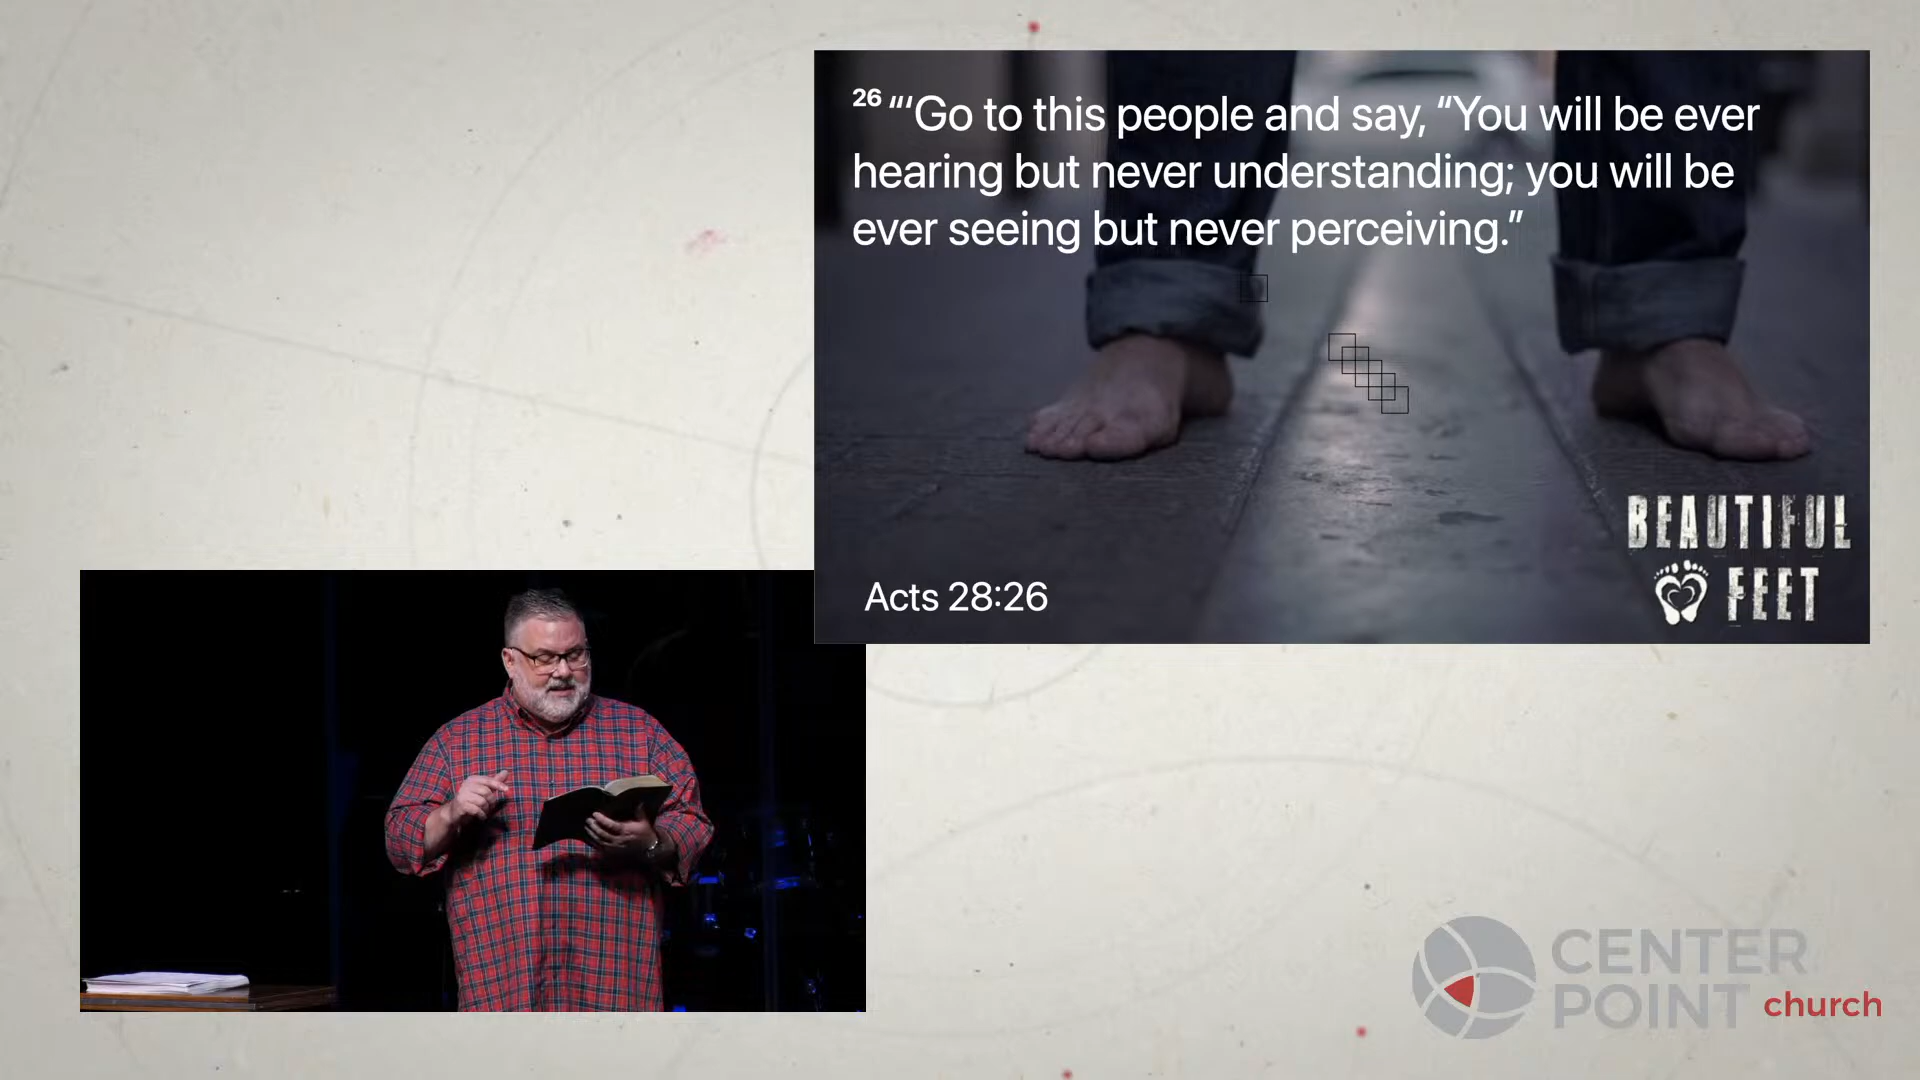 26 “‘Go to this people and say, “You will be ever
hearing but never understanding; you will be
ever seeing but never perceiving.”
Acts 28:26
BEAUTIFUL
FEET
CENTER
POINT church